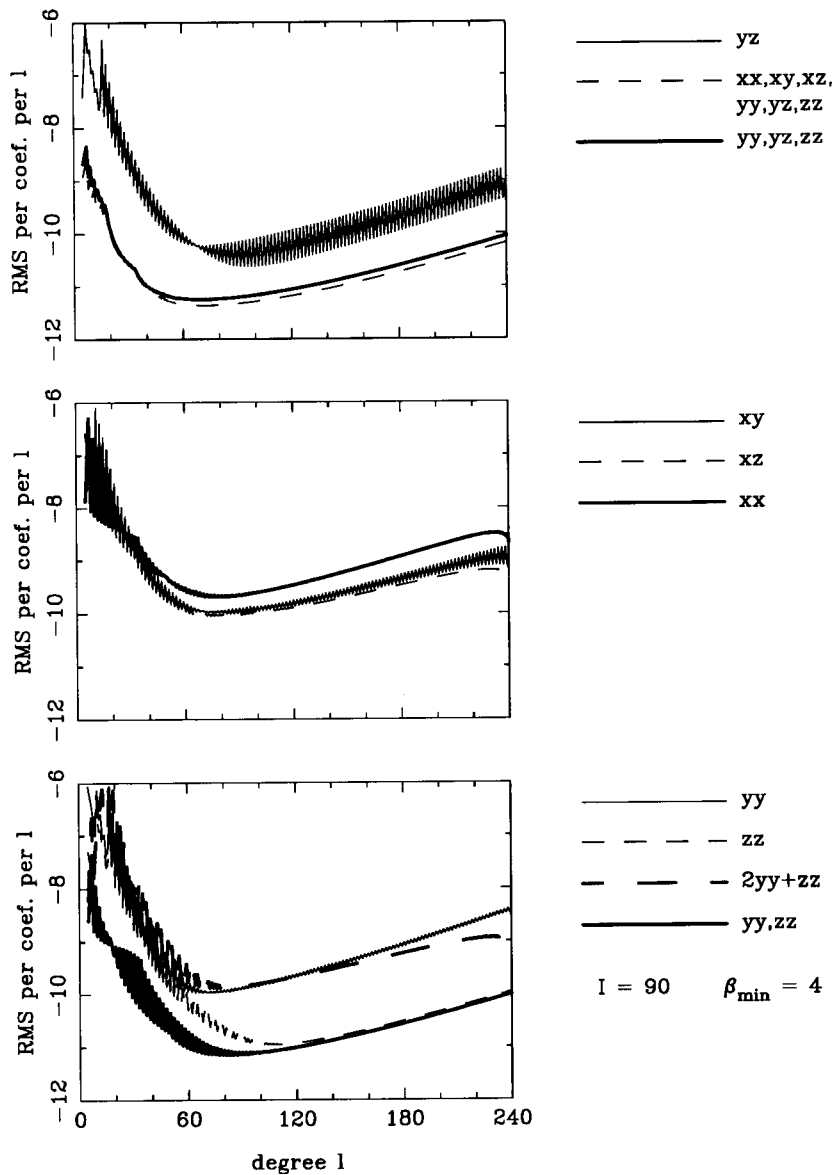 -6
-8
-10
-12
RMS per coef. per l
yz
xx,xy,xz,
yy,yz,zz
yy,yz,zz
-6
-8
-10
-12
RMS per coef. per l
xy
xz
xx
-6
-8
-10
-12
RMS per coef. per l
yy
zz
2yy+zz
yy,zz
I = 90 βmin = 4
0 60 120 180 240
degree l